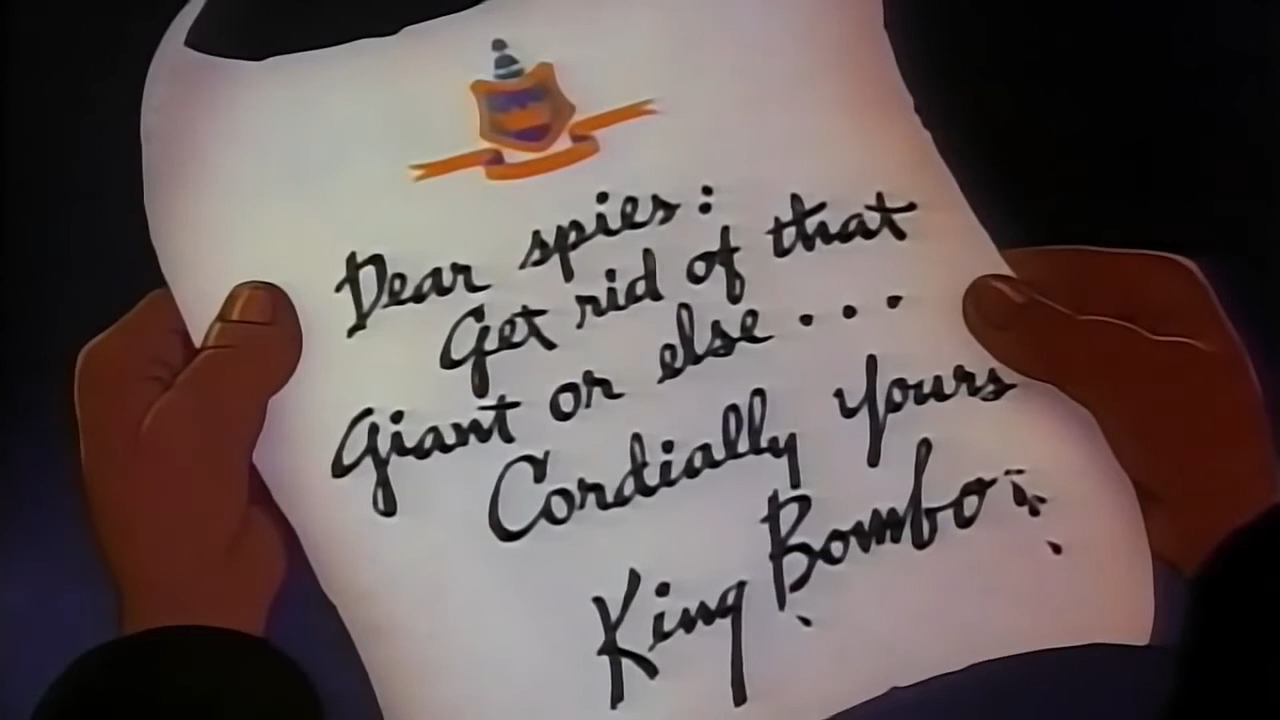 Dear spies:
Get rid of that
Giant or else...
Cordially yours
King Bombo